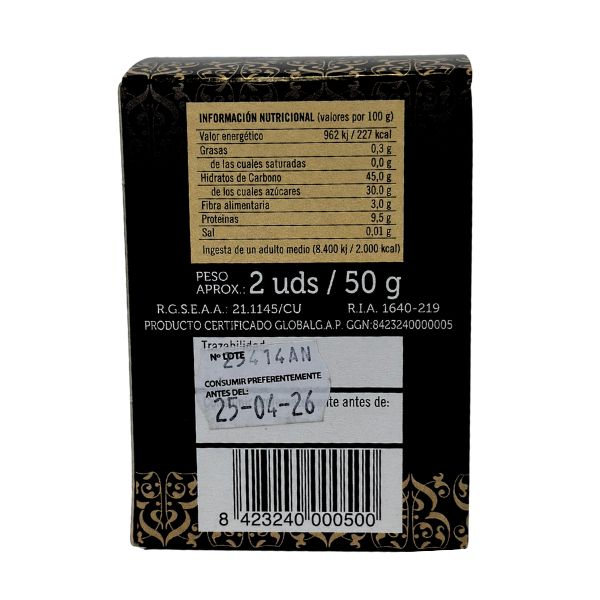 INFORMACIÓN NUTRICIONAL (valores por 100 g)
Valor energético 962 kj / 227 kcal
Grasas 0,3 g
de las cuales saturadas 0,0 g
Hidratos de Carbono 45,0 g
de los cuales azúcares 30.0 g
Fibra alimentaria 3,0 g
Proteinas 9,5 g
Sal 0,01 g
Ingesta de un adulto medio (8.400 kj / 2.000 kcal)
PESO APROX.: 2 uds / 50 g
R.G.S.E.A.A.: 21.1145/CU R.I.A. 1640-219
PRODUCTO CERTIFICADO GLOBALG.A.P. GGN:8423240000005
Trazabilidad
Nº LOTE 25414AN
CONSUMIR PREFERENTEMENTE
ANTES DEL: antes de:
25-04-26
8 423240 000500